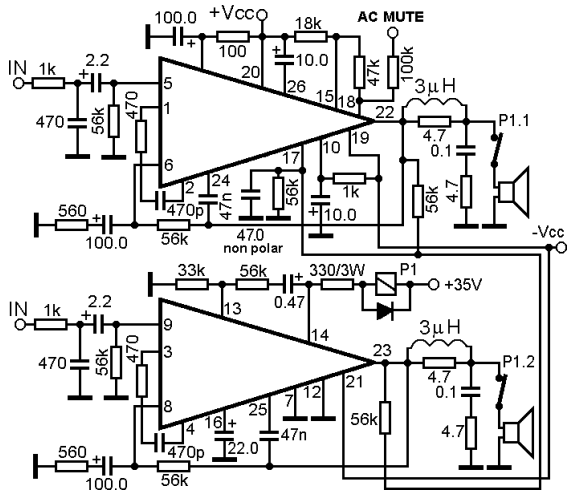 100.0
+
+Vcc
100
18k
AC MUTE
IN
1k
+
2.2
+
10.0
47k
100k
20
26
15
18
3µH
5
1
470
470
56k
22
19
10
17
4.7
0.1
P1.1
6
2
24
470p
47n
56k
1k
+
10.0
47.0
non polar
4.7
56k
560
+
100.0
56k
-Vcc
33k
56k
+
0.47
330/3W
P1
+35V
IN
1k
+
2.2
13
14
3µH
9
3
470
470
56k
23
21
4.7
0.1
P1.2
8
4
16
25
7
12
56k
470p
+
22.0
47n
4.7
560
+
100.0
56k